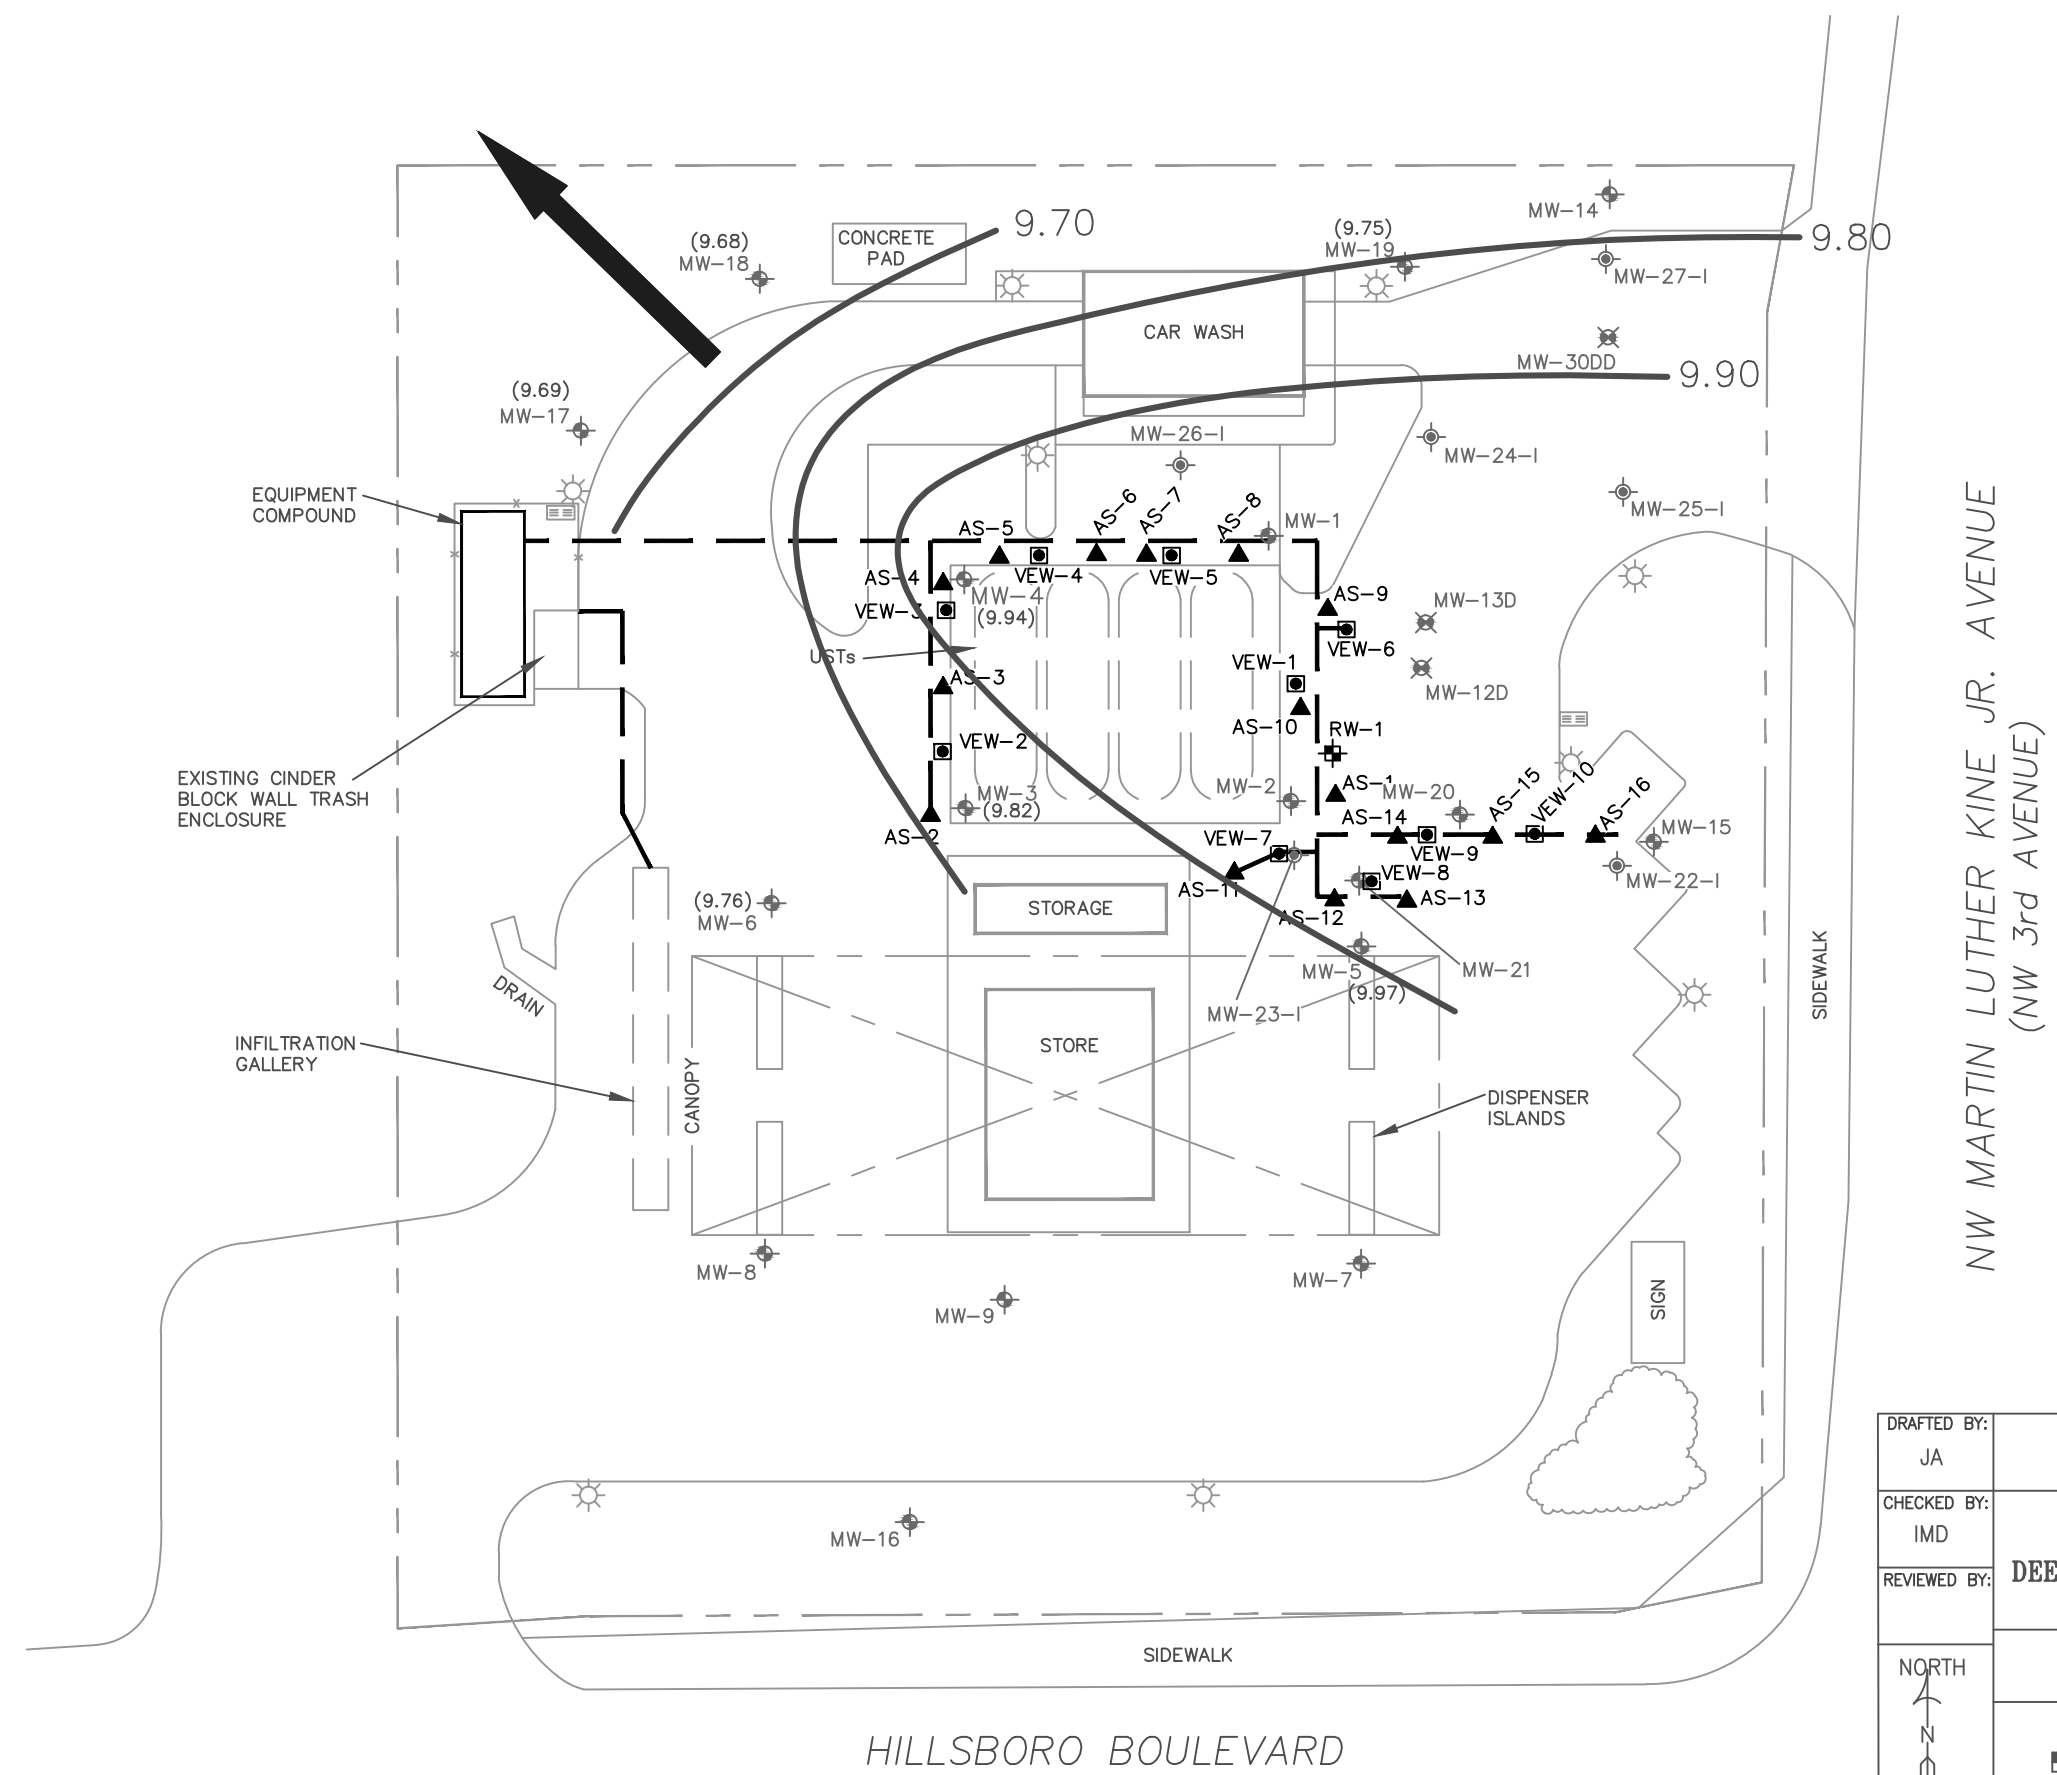 MW-14
(9.68)
MW-18
CONCRETE
PAD
9.70
(9.75)
MW-19
9.80
MW-27-I
CAR WASH
MW-30DD
9.90
(9.69)
MW-17
MW-26-I
MW-24-I
EQUIPMENT
COMPOUND
AS-5
AS-6
AS-7
AS-8
MW-1
MW-25-I
AS-4
VEW-4
VEW-5
VEW-3
MW-4
(9.94)
AS-9
MW-13D
USTs
VEW-1
VEW-6
AS-3
MW-12D
AS-10
RW-1
VEW-2
EXISTING CINDER
BLOCK WALL TRASH
ENCLOSURE
MW-3
(9.82)
MW-2
AS-1
MW-20
AS-15
VEW-10
AS-16
AS-2
AS-14
MW-15
VEW-7
VEW-9
VEW-8
MW-22-I
AS-11
AS-12
AS-13
(9.76)
MW-6
STORAGE
DRAIN
MW-5
(9.97)
MW-21
MW-23-I
INFILTRATION
GALLERY
CANOPY
STORE
DISPENSER
ISLANDS
MW-8
MW-7
MW-9
SIGN
MW-16
SIDEWALK
SIDEWALK
HILLSBORO BOULEVARD
NW MARTIN LUTHER KINE JR. AVENUE
(NW 3rd AVENUE)
DRAFTED BY:
JA
CHECKED BY:
IMD
REVIEWED BY:
DEE
NORTH
N